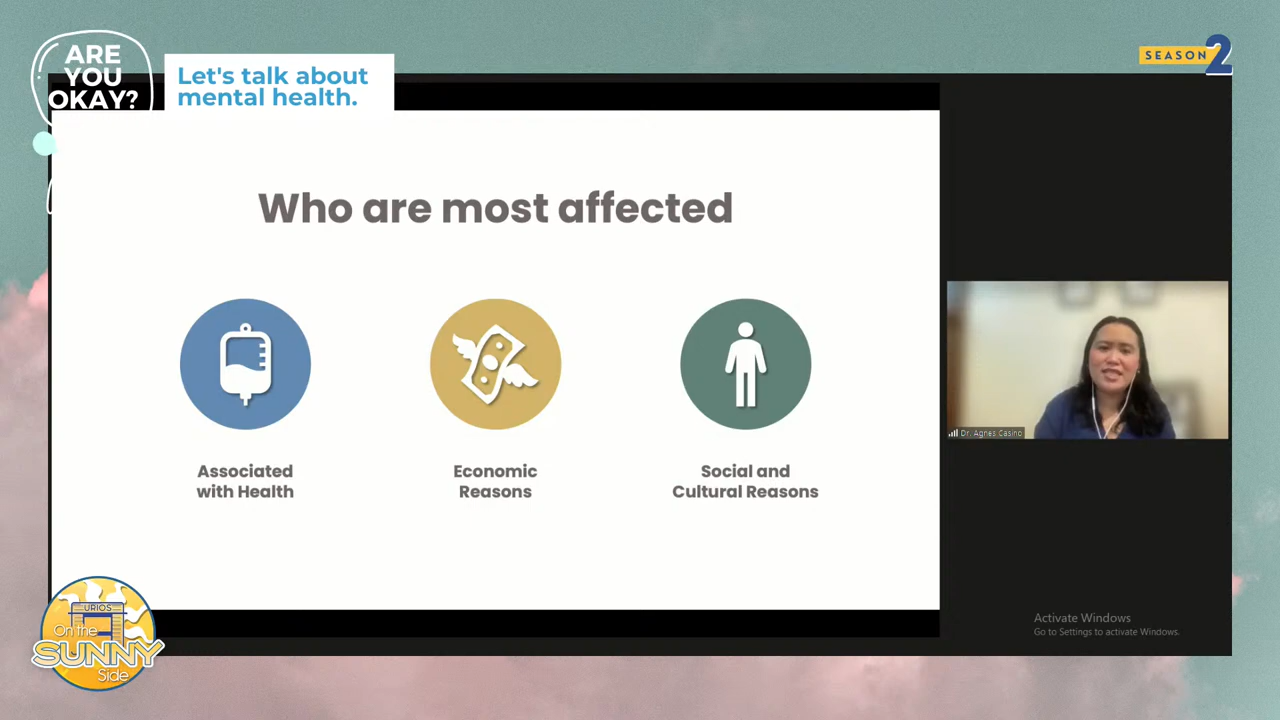 ARE
YOU
OKAY?
Let's talk about
mental health.
SEASON 2
Who are most affected
Associated
with Health
Economic
Reasons
Social and
Cultural Reasons
Dr. Agnes Casino
Activate Windows
Go to Settings to activate Windows.
URIOS
On the
SUNNY
Side